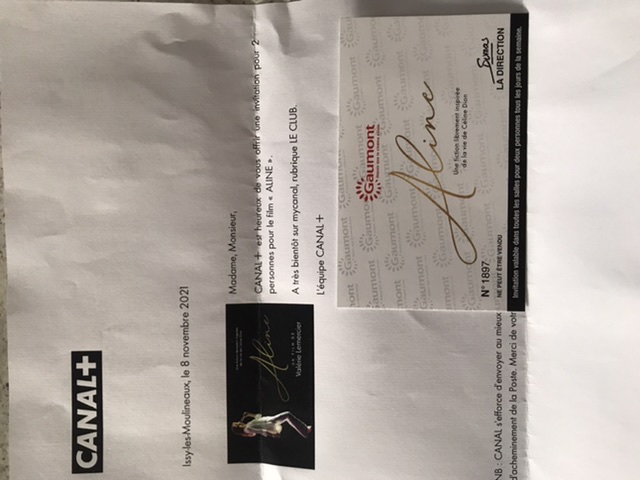 CANAL+
Issy-les-Moulineaux, le 8 novembre 2021
Aline
UN FILM DE
Valérie Lemercier
Madame, Monsieur,
CANAL+ est heureux de vous offrir une invitation pour 2
personnes pour le film « ALINE ».
A très bientôt sur mycanal, rubrique LE CLUB.
L'équipe CANAL+
Gaumont
Aline
Une fiction librement inspirée
de la vie de Céline Dion
N° 1897
NE PEUT ÊTRE VENDU
LA DIRECTION
Invitation valable dans toutes les salles pour deux personnes tous les jours de la semaine.
NB : CANAL+ s'efforce d'envoyer au mieux
d'acheminement de la Poste. Merci de votr